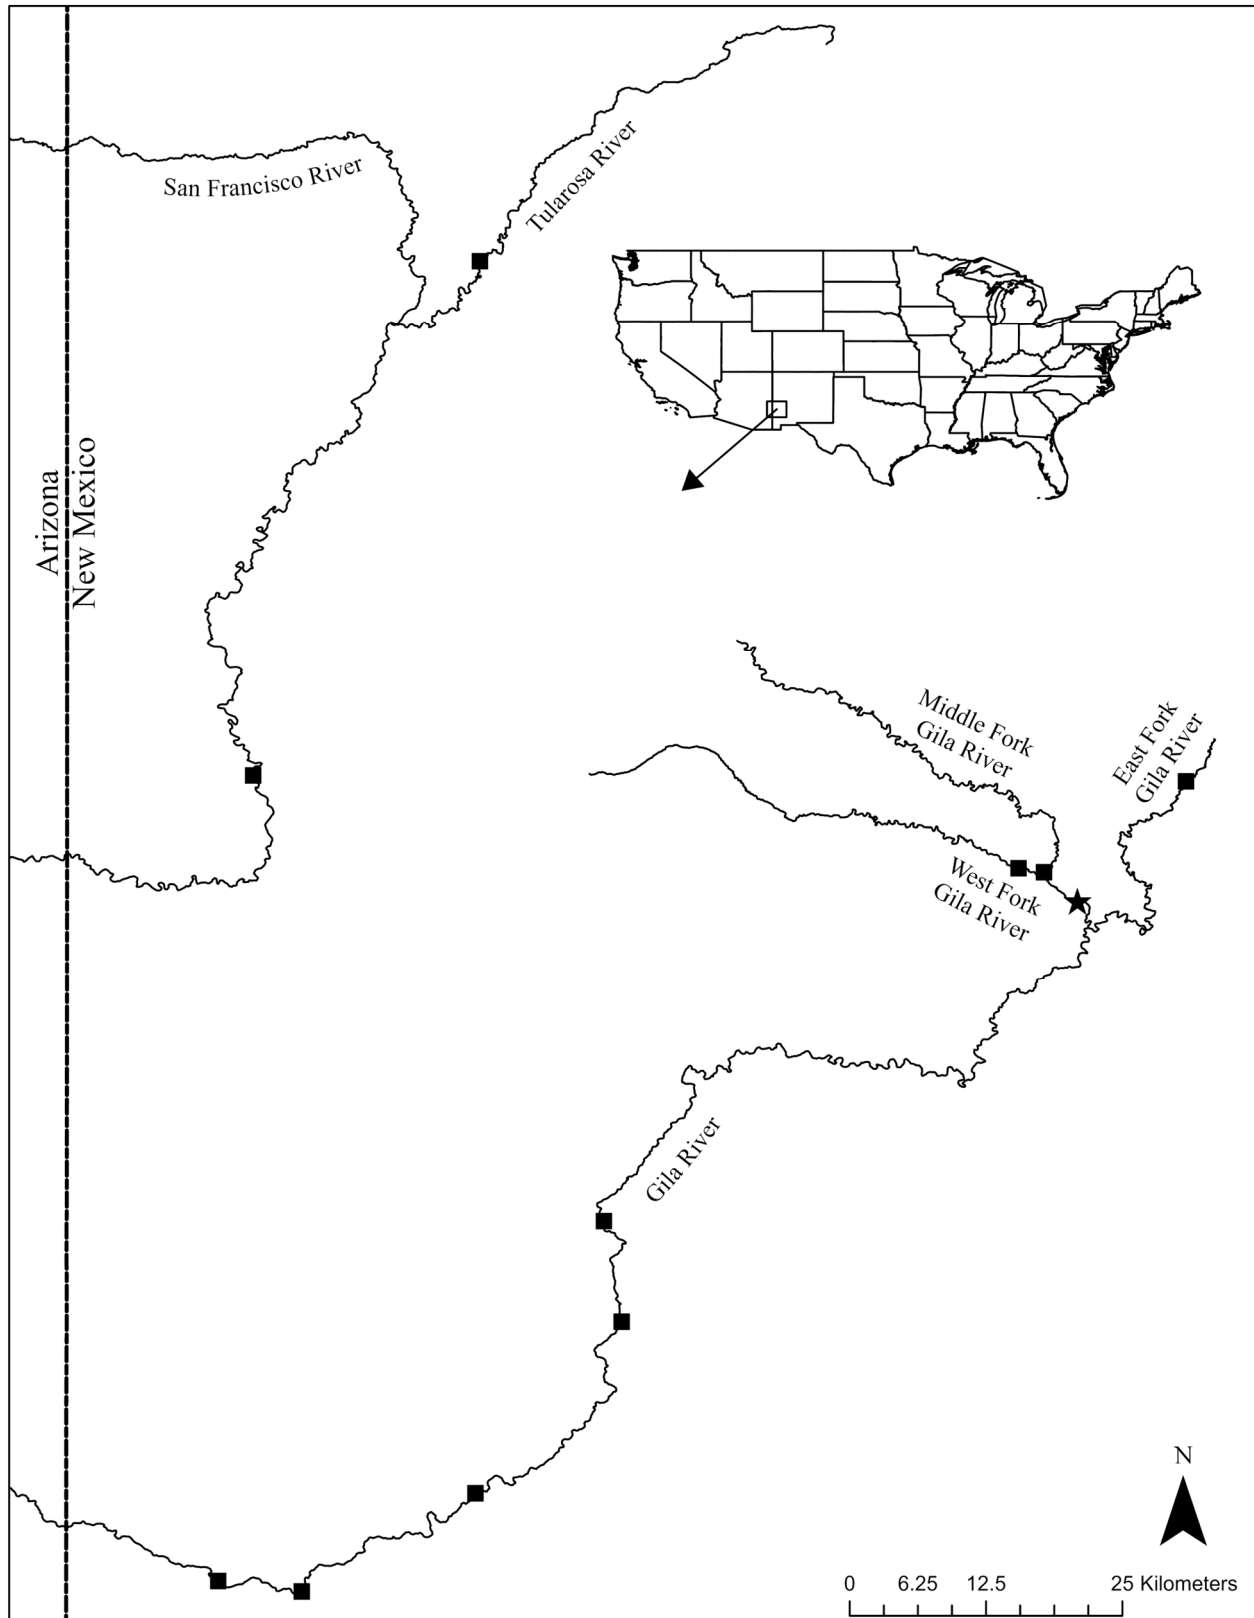 San Francisco River
Tularosa River
Arizona
New Mexico
Middle Fork
Gila River
East Fork
Gila River
West Fork
Gila River
Gila River
N
0 6.25 12.5 25 Kilometers